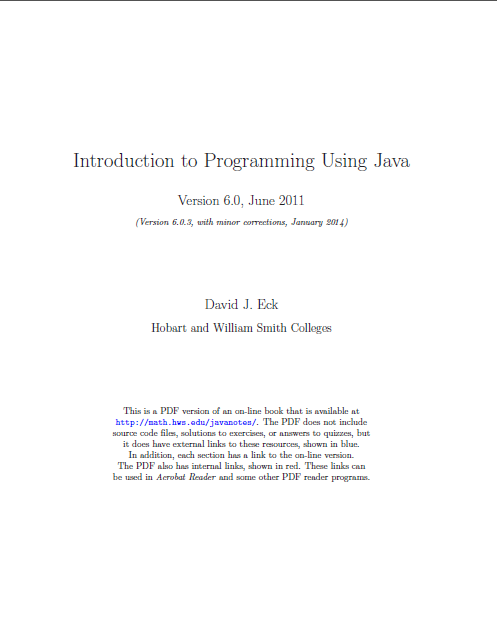 Introduction to Programming Using Java
Version 6.0, June 2011
(Version 6.0.3, with minor corrections, January 2014)
David J. Eck
Hobart and William Smith Colleges
This is a PDF version of an on-line book that is available at
http://math.hws.edu/javanotes/. The PDF does not include
source code files, solutions to exercises, or answers to quizzes, but
it does have external links to these resources, shown in blue.
In addition, each section has a link to the on-line version.
The PDF also has internal links, shown in red. These links can
be used in Acrobat Reader and some other PDF reader programs.